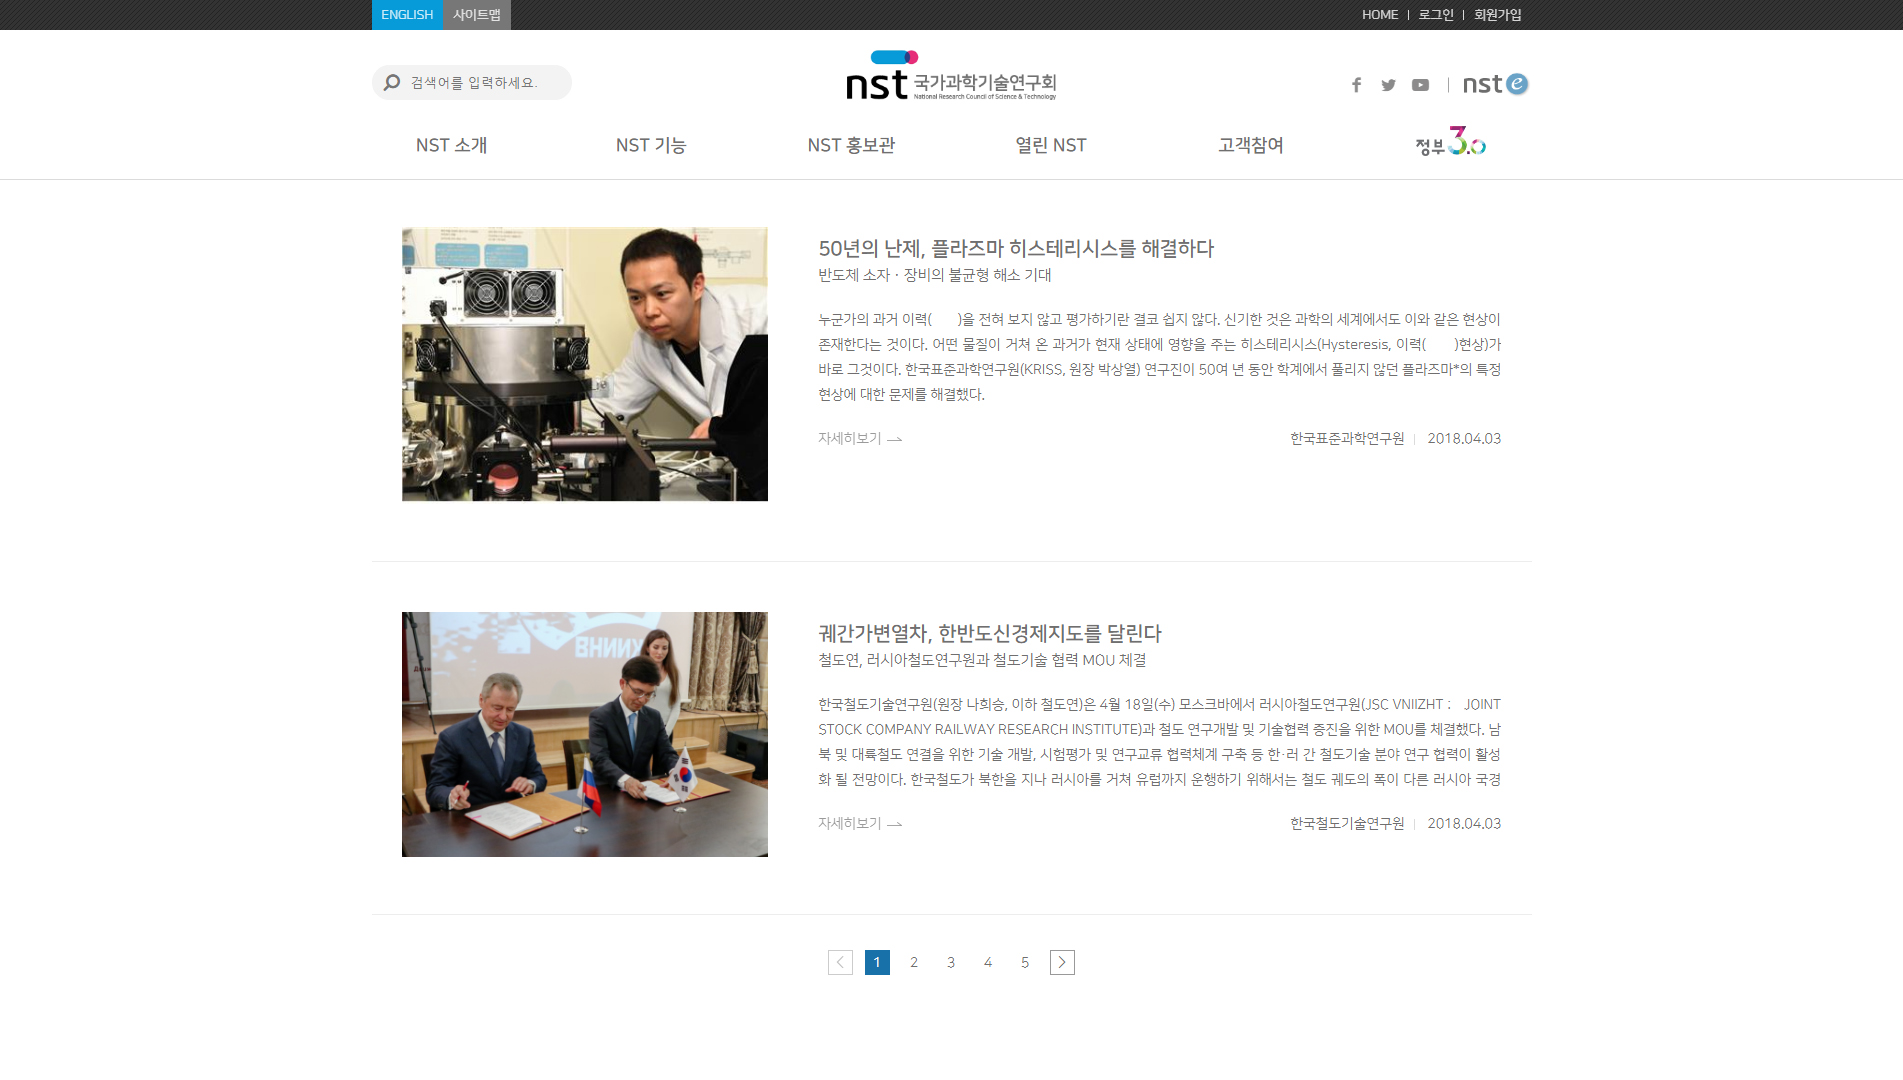 ENGLISH 사이트맵
HOME 로그인 회원가입
검색어를 입력하세요.
nst 국가과학기술연구회
National Research Council of Science & Technology
nst e
NST 소개
NST 기능
NST 홍보관
열린 NST
고객참여
정부3.0
50년의 난제, 플라즈마 히스테리시스를 해결하다
반도체 소자 · 장비의 불균형 해소 기대
누군가의 과거 이력( )을 전혀 보지 않고 평가하기란 결코 쉽지 않다. 신기한 것은 과학의 세계에서도 이와 같은 현상이
존재한다는 것이다. 어떤 물질이 거쳐 온 과거가 현재 상태에 영향을 주는 히스테리시스(Hysteresis, 이력( )현상)가
바로 그것이다. 한국표준과학연구원(KRISS, 원장 박상열) 연구진이 50여 년 동안 학계에서 풀리지 않던 플라즈마*의 특정
현상에 대한 문제를 해결했다.
자세히보기
한국표준과학연구원 2018.04.03
ВНИИЖ
궤간가변열차, 한반도신경제지도를 달린다
철도연, 러시아철도연구원과 철도기술 협력 MOU 체결
한국철도기술연구원(원장 나희승, 이하 철도연)은 4월 18일(수) 모스크바에서 러시아철도연구원(JSC VNIIZHT : JOINT
STOCK COMPANY RAILWAY RESEARCH INSTITUTE)과 철도 연구개발 및 기술협력 증진을 위한 MOU를 체결했다. 남
북 및 대륙철도 연결을 위한 기술 개발, 시험평가 및 연구교류 협력체계 구축 등 한·러 간 철도기술 분야 연구 협력이 활성
화 될 전망이다. 한국철도가 북한을 지나 러시아를 거쳐 유럽까지 운행하기 위해서는 철도 궤도의 폭이 다른 러시아 국경
자세히보기
한국철도기술연구원 2018.04.03
1 2 3 4 5